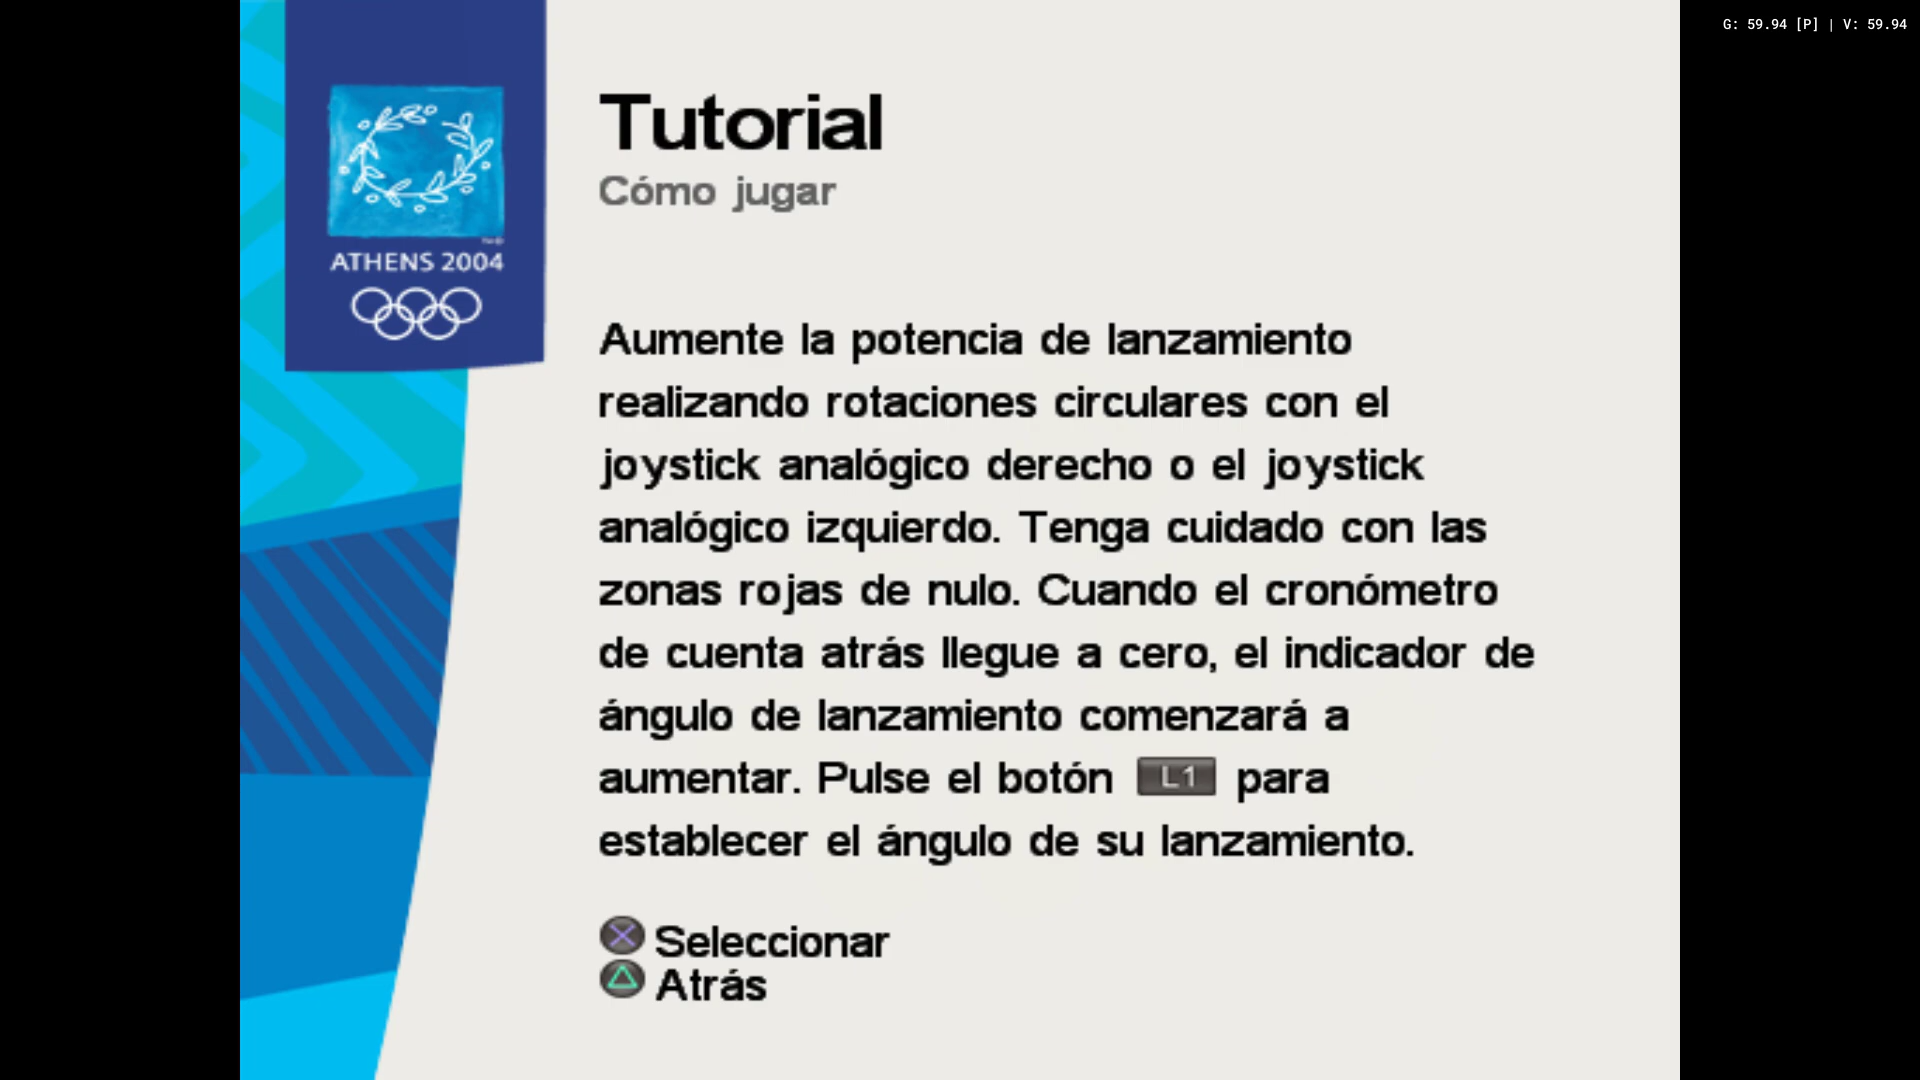 G: 59.94 [P] | V: 59.94
ATHENS 2004
Tutorial
Cómo jugar
Aumente la potencia de lanzamiento
realizando rotaciones circulares con el
joystick analógico derecho o el joystick
analógico izquierdo. Tenga cuidado con las
zonas rojas de nulo. Cuando el cronómetro
de cuenta atrás llegue a cero, el indicador de
ángulo de lanzamiento comenzará a
aumentar. Pulse el botón L1 para
establecer el ángulo de su lanzamiento.
Seleccionar
Atrás